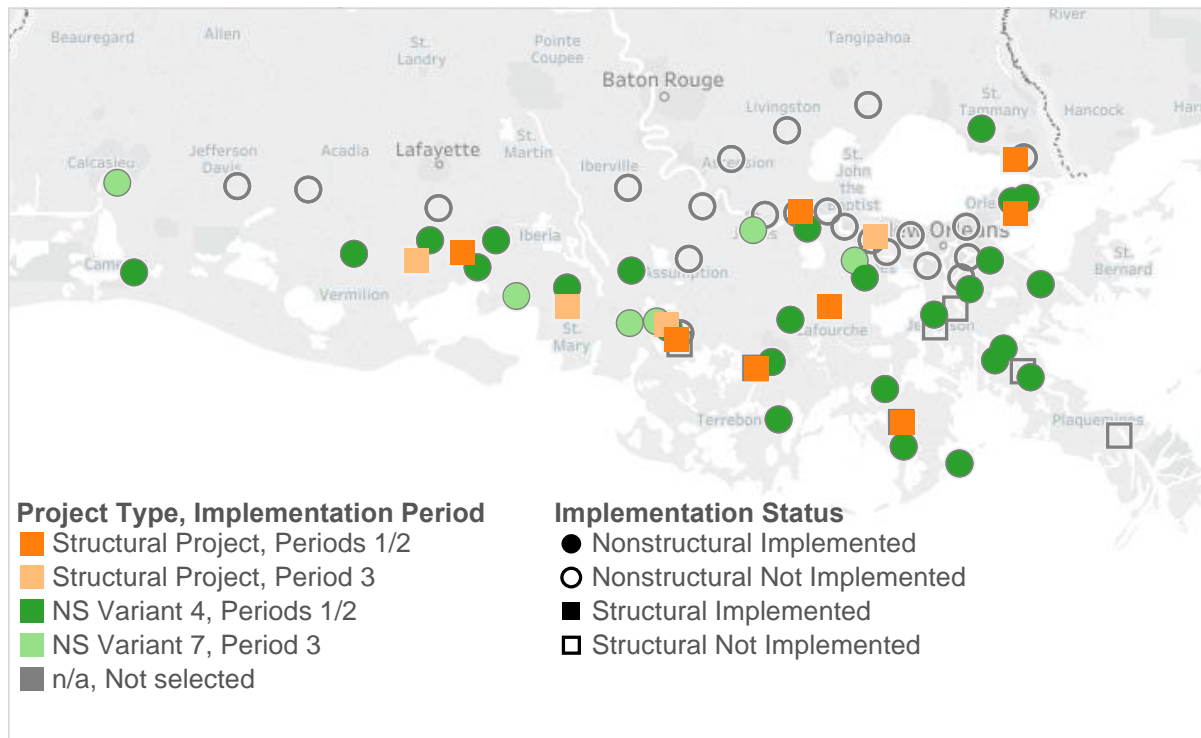 River
Beauregard
Allen
St.
Landry
Pointe
Coupee
Tangipahoa
Baton Rouge
Livingston
St.
Tammany
Hancock
Calcasieu
Jefferson
Davis
Acadia
Lafayette
St.
Martin
Iberville
Ascension
St.
John
the
Baptist
Iberia
New Orleans
St.
Bernard
Assumption
Vermilion
St.
Mary
Lafourche
Terrebon
Plaquemines
Project Type, Implementation Period
Structural Project, Periods 1/2
Structural Project, Period 3
NS Variant 4, Periods 1/2
NS Variant 7, Period 3
n/a, Not selected
Implementation Status
Nonstructural Implemented
Nonstructural Not Implemented
Structural Implemented
Structural Not Implemented